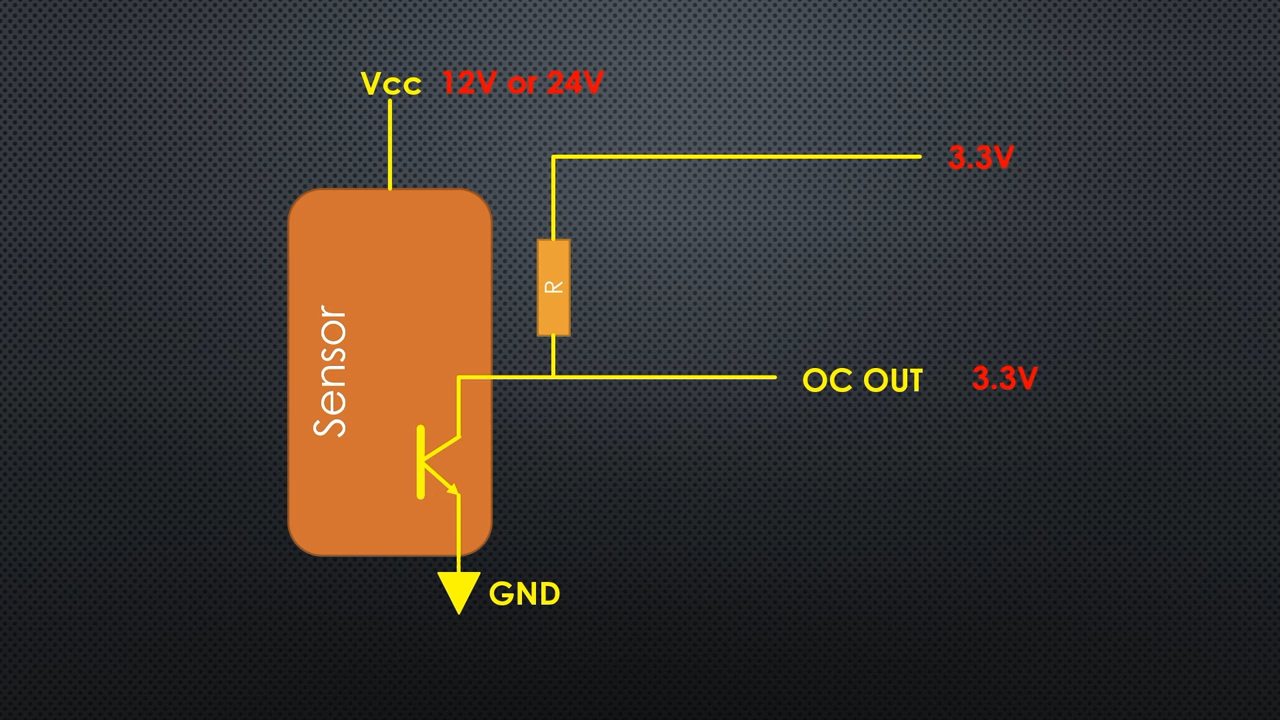 Vcc 12V or 24V
3.3V
R
Sensor
OC OUT 3.3V
GND